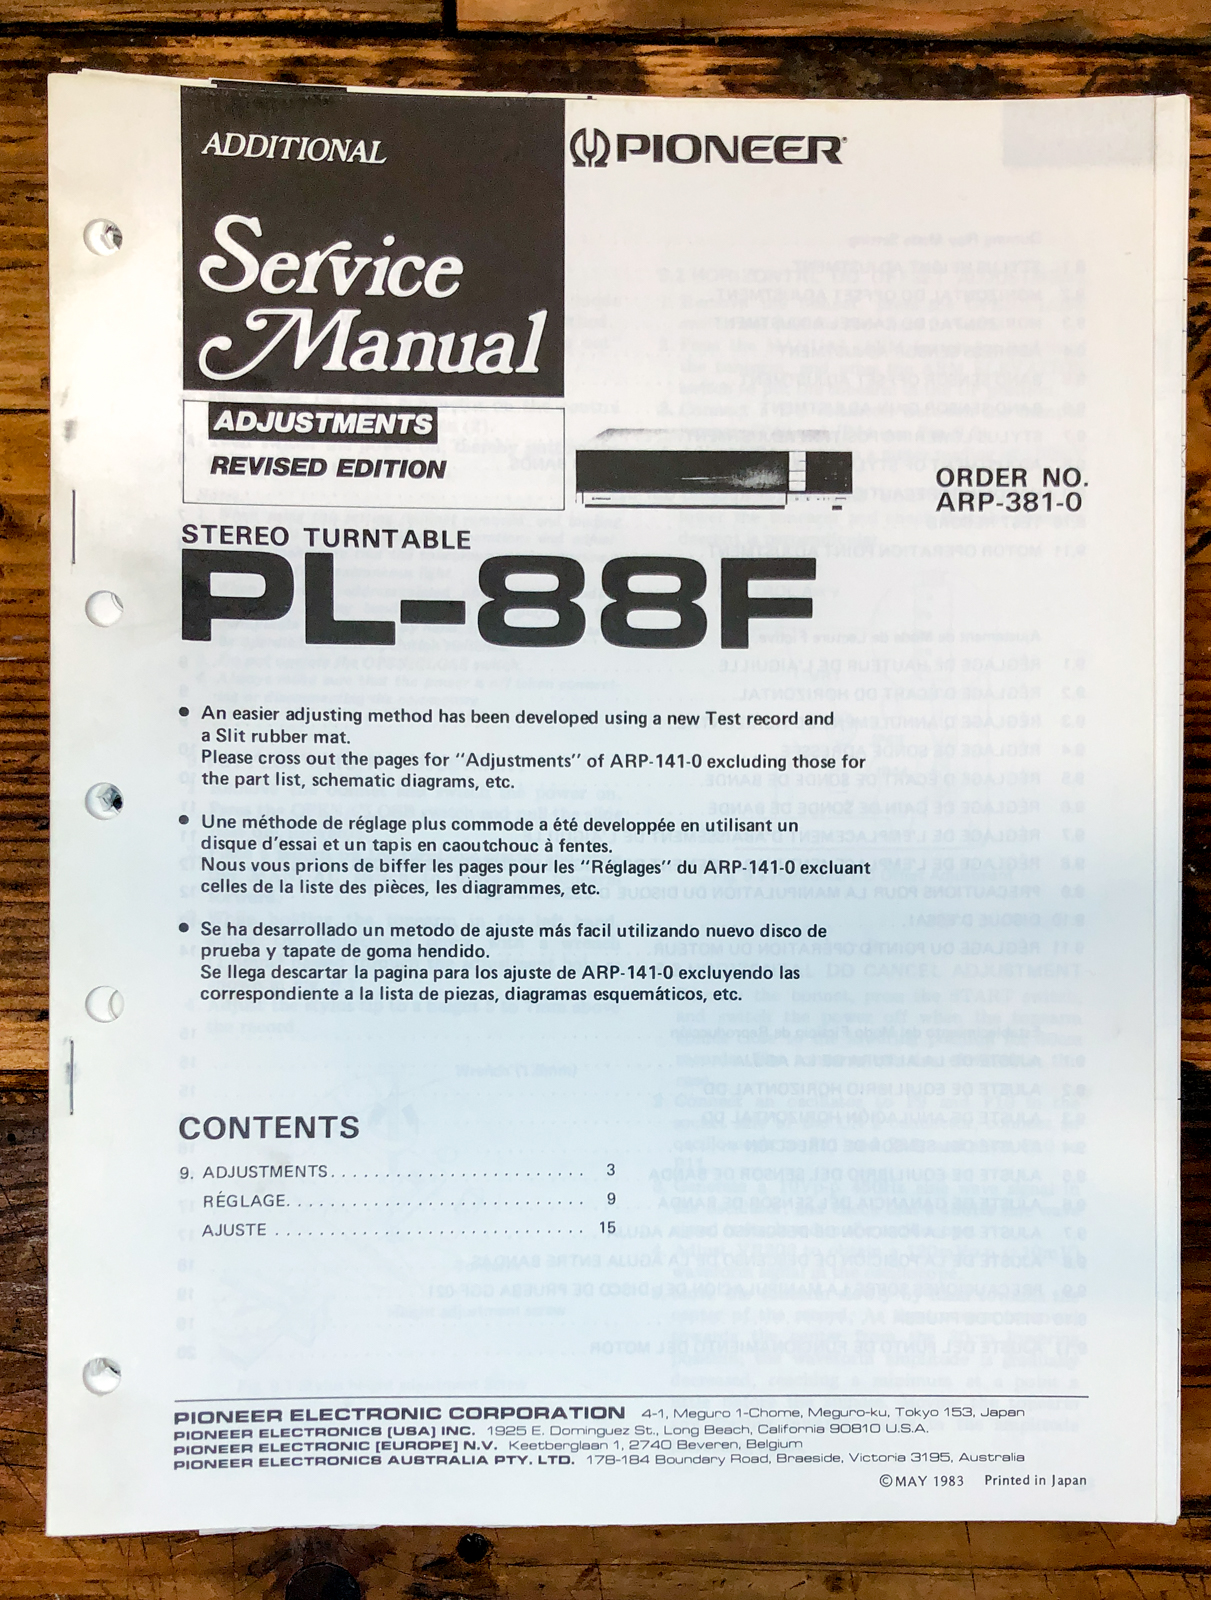 ADDITIONAL
Service
Manual
PIONEER
ADJUSTMENTS
REVISED EDITION
ORDER NO.
ARP-381-0
STEREO TURNTABLE
PL-88F
● An easier adjusting method has been developed using a new Test record and
a Slit rubber mat.
Please cross out the pages for "Adjustments" of ARP-141-0 excluding those for
the part list, schematic diagrams, etc.
● Une méthode de réglage plus commode a été developpée en utilisant un
disque d'essai et un tapis en caoutchouc à fentes.
Nous vous prions de biffer les pages pour les "Réglages" du ARP-141-0 excluant
celles de la liste des pièces, les diagrammes, etc.
● Se ha desarrollado un metodo de ajuste más facil utilizando nuevo disco de
prueba y tapate de goma hendido.
Se llega descartar la pagina para los ajuste de ARP-141-0 excluyendo las
correspondiente a la lista de piezas, diagramas esquemáticos, etc.
CONTENTS
9. ADJUSTMENTS. . . . . . . . . . . . . . . . . . . . . . . 3
RÉGLAGE. . . . . . . . . . . . . . . . . . . . . . . . . . . 9
AJUSTE . . . . . . . . . . . . . . . . . . . . . . . . . . . . 15
PIONEER ELECTRONIC CORPORATION 4-1, Meguro 1-Chome, Meguro-ku, Tokyo 153, Japan
PIONEER ELECTRONICS [USA] INC. 1925 E. Dominguez St., Long Beach, California 90810 U.S.A.
PIONEER ELECTRONIC [EUROPE] N.V. Keetberglaan 1, 2740 Beveren, Belgium
PIONEER ELECTRONICS AUSTRALIA PTY. LTD. 178-184 Boundary Road, Braeside, Victoria 3195, Australia
©MAY 1983 Printed in Japan